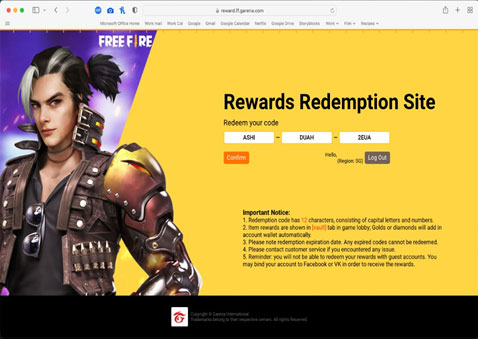 reward.ff.garena.com
Microsoft Office Home Work Mail Work Cal Google Gmail Google Calendar Netflix Google Drive Storyblocks Work Film Recipes
FREE FIRE
Rewards Redemption Site
Redeem your code
ASHI – DUAH – 2EUA
Confirm
Hello,
(Region: SG)
Log Out
Important Notice:
1. Redemption code has 12 characters, consisting of capital letters and numbers.
2. Item rewards are shown in [vault] tab in game lobby; Golds or diamonds will add in
account wallet automatically.
3. Please note redemption expiration date. Any expired codes cannot be redeemed.
4. Please contact customer service if you encountered any issue.
5. Reminder: you will not be able to redeem your rewards with guest accounts. You
may bind your account to Facebook or VK in order to receive the rewards.
Copyright © Garena International.
Trademarks belong to their respective owners. All rights Reserved.